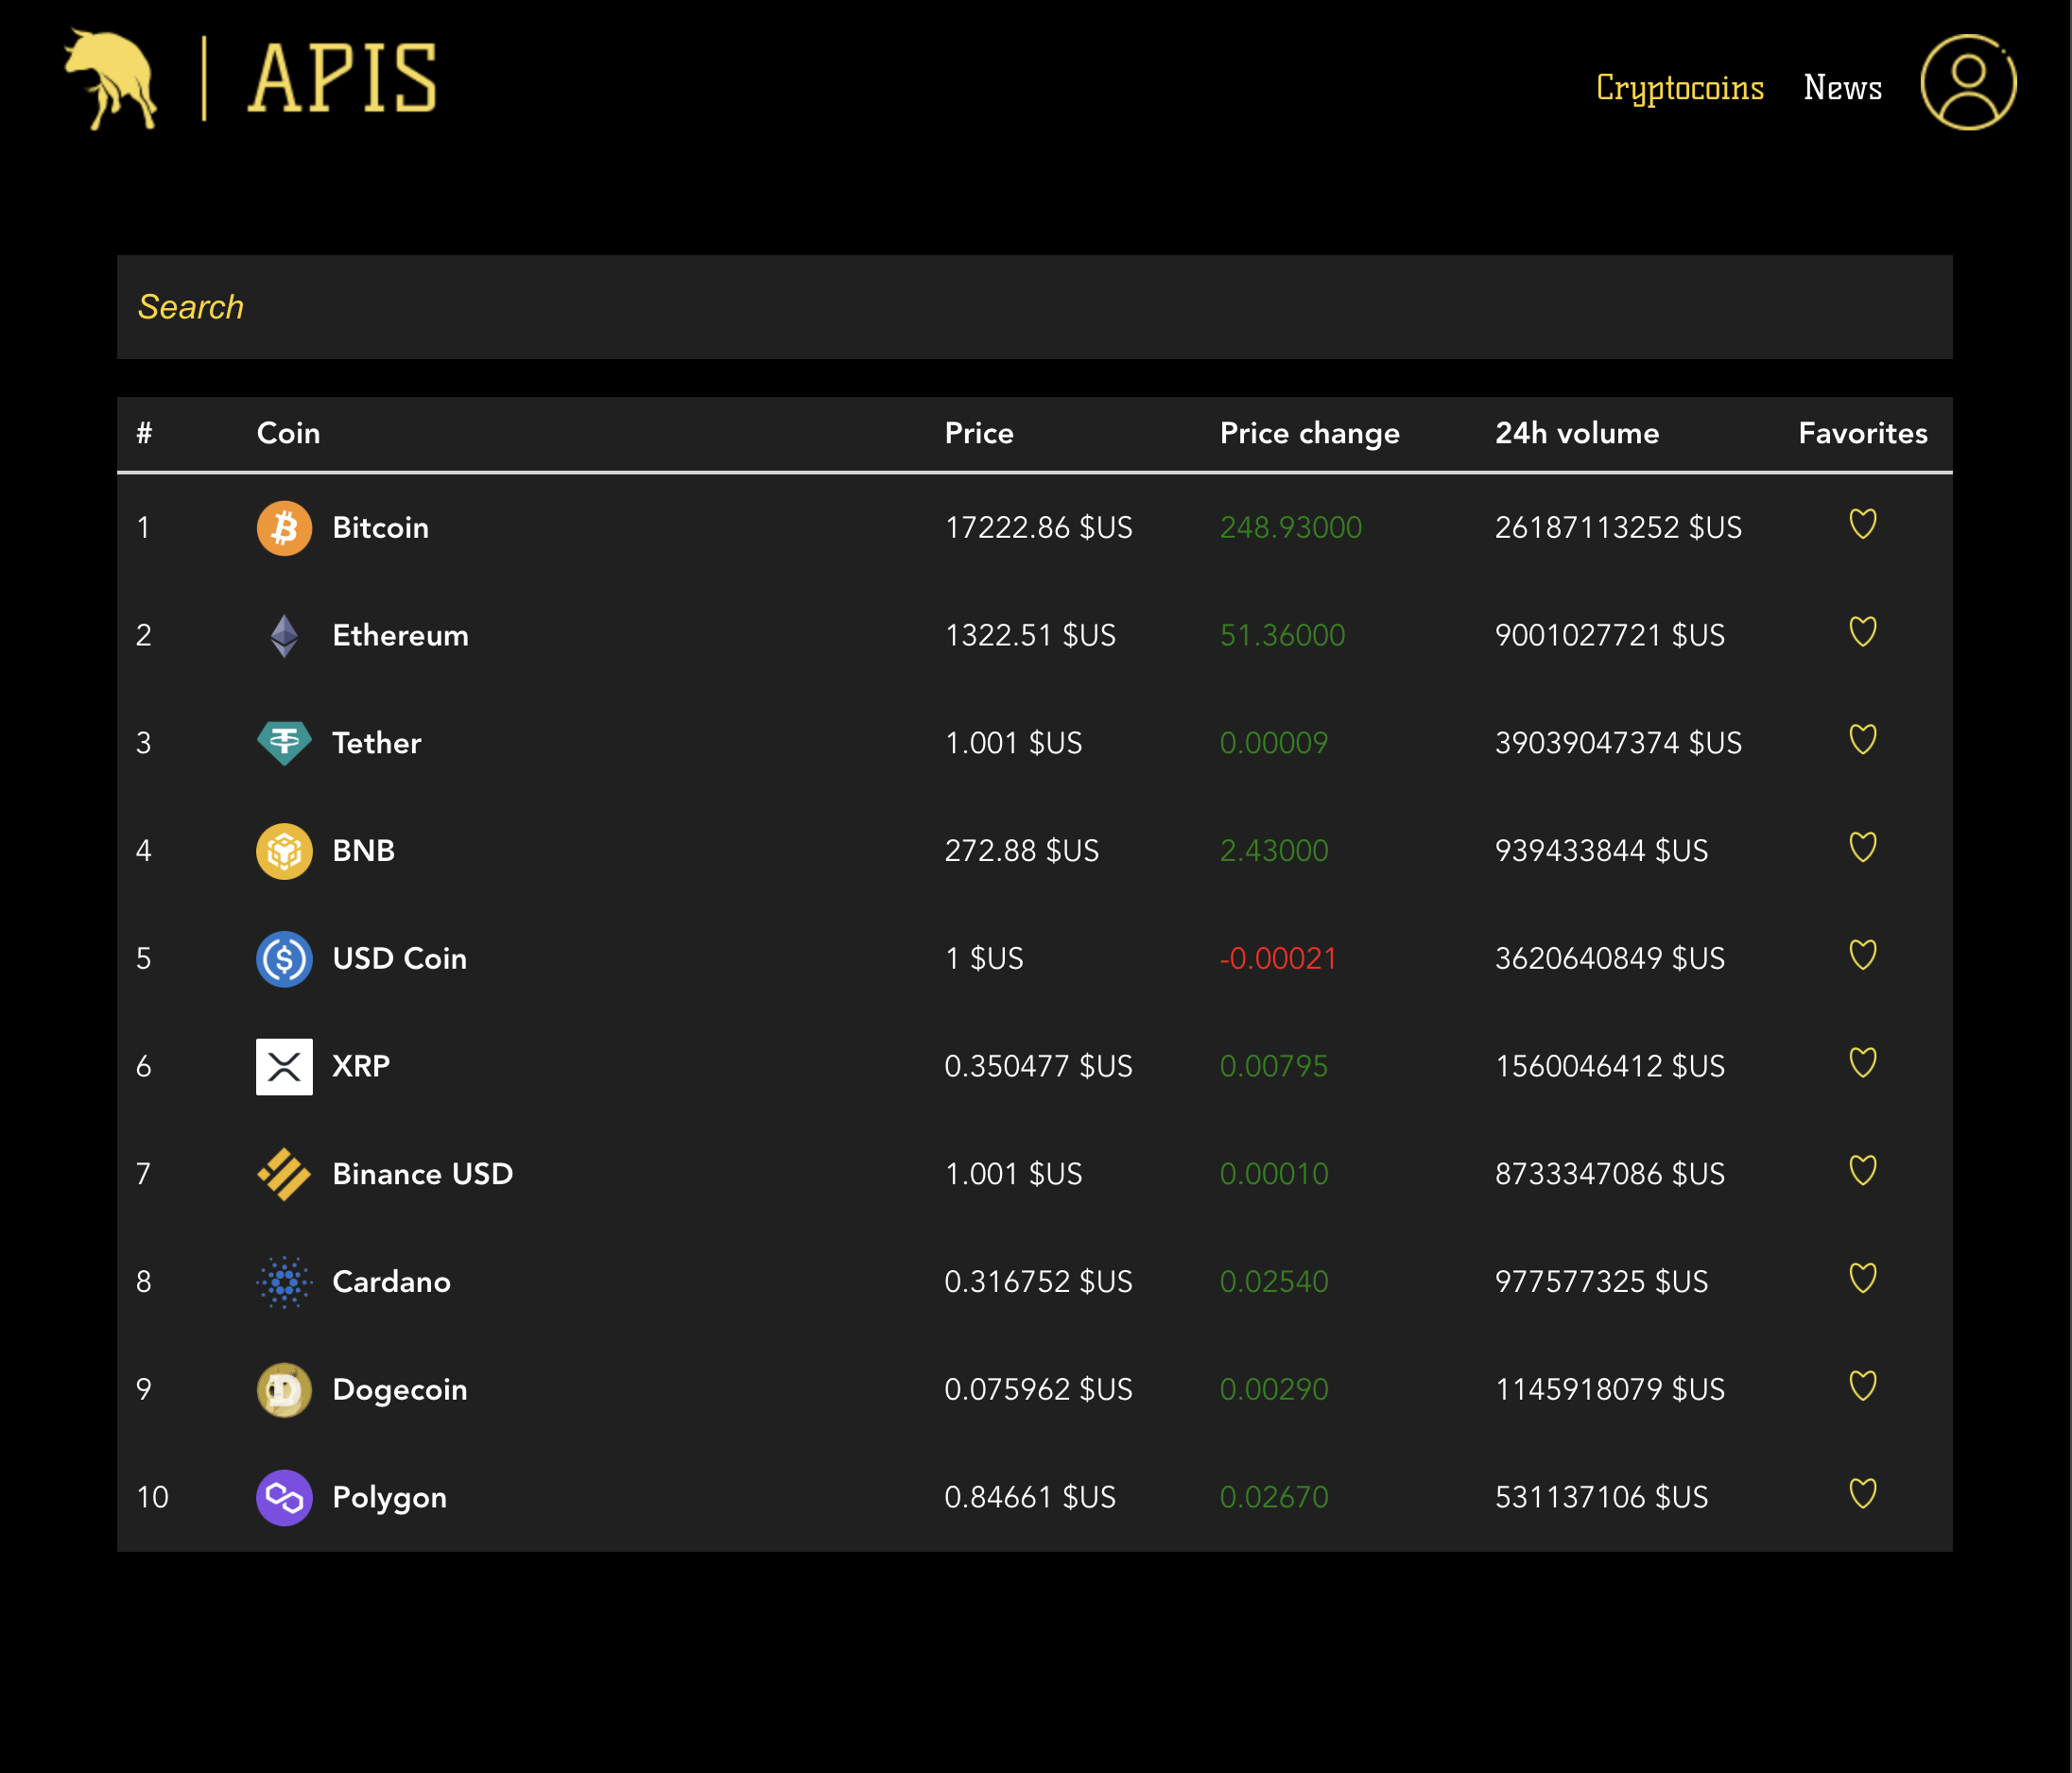 APIS
Cryptocoins News
Search
# Coin Price Price change 24h volume Favorites
1 Bitcoin 17222.86 $US 248.93000 26187113252 $US
2 Ethereum 1322.51 $US 51.36000 9001027721 $US
3 Tether 1.001 $US 0.00009 39039047374 $US
4 BNB 272.88 $US 2.43000 939433844 $US
5 USD Coin 1 $US -0.00021 3620640849 $US
6 XRP 0.350477 $US 0.00795 1560046412 $US
7 Binance USD 1.001 $US 0.00010 8733347086 $US
8 Cardano 0.316752 $US 0.02540 977577325 $US
9 Dogecoin 0.075962 $US 0.00290 1145918079 $US
10 Polygon 0.84661 $US 0.02670 531137106 $US